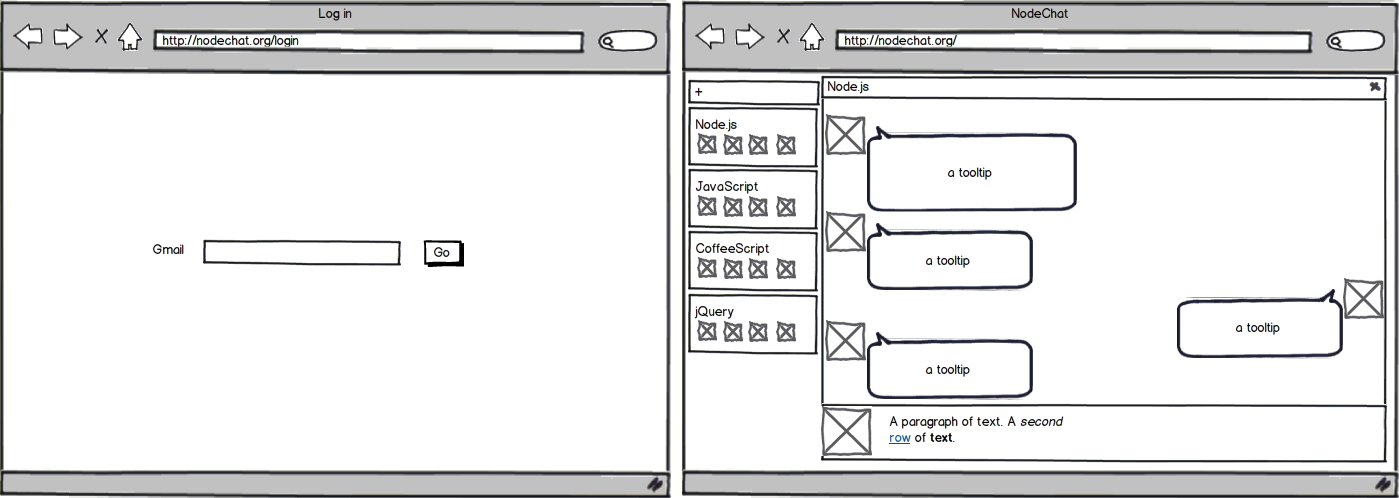 Log in
http://nodechat.org/login
Gmail
Go
NodeChat
http://nodechat.org/
+
Node.js
JavaScript
CoffeeScript
jQuery
Node.js
a tooltip
a tooltip
a tooltip
a tooltip
A paragraph of text. A second
row of text.